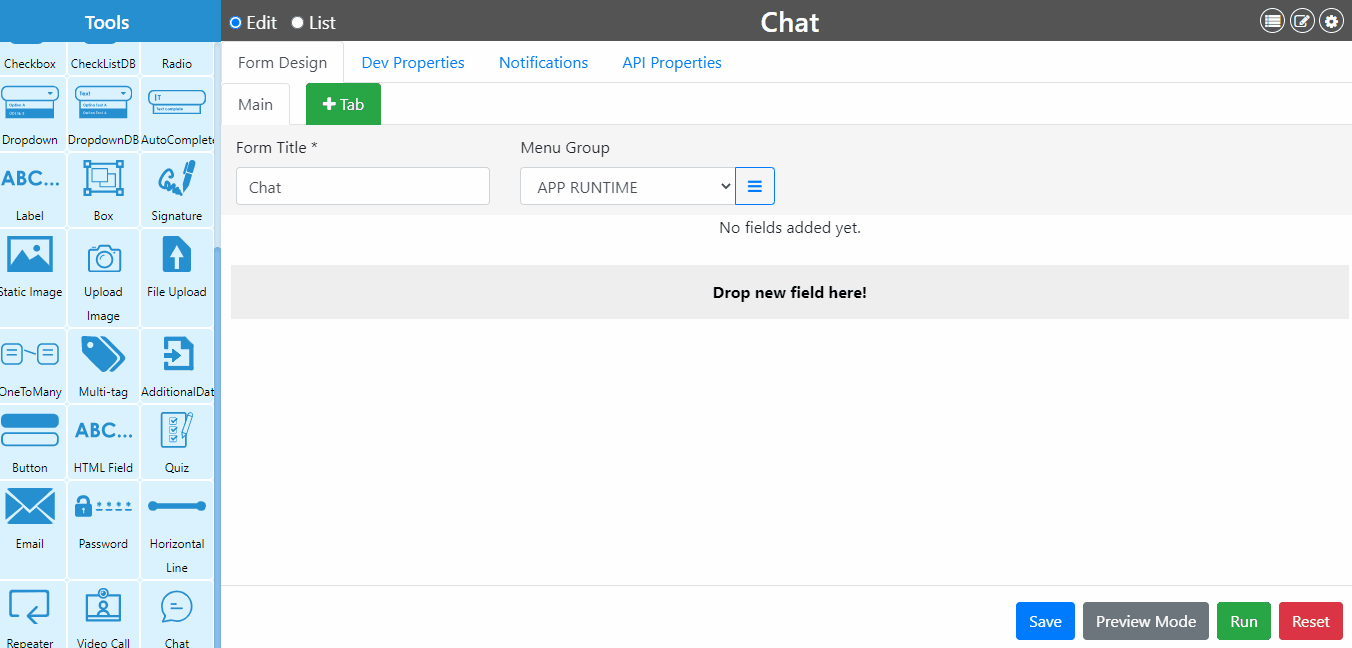 Tools
Edit
List
Chat
Form Design
Dev Properties
Notifications
API Properties
Main
Tab
Form Title *
Menu Group
Chat
APP RUNTIME
No fields added yet.
Drop new field here!
Checkbox
CheckListDB
Radio
Dropdown
DropdownDB
AutoComplete
ABC...
Label
Box
Signature
Static Image
Upload Image
File Upload
OneToMany
Multi-tag
AdditionalDat
Button
ABC...
HTML Field
Quiz
Email
Password
Horizontal Line
Repeater
Video Call
Chat
Save
Preview Mode
Run
Reset